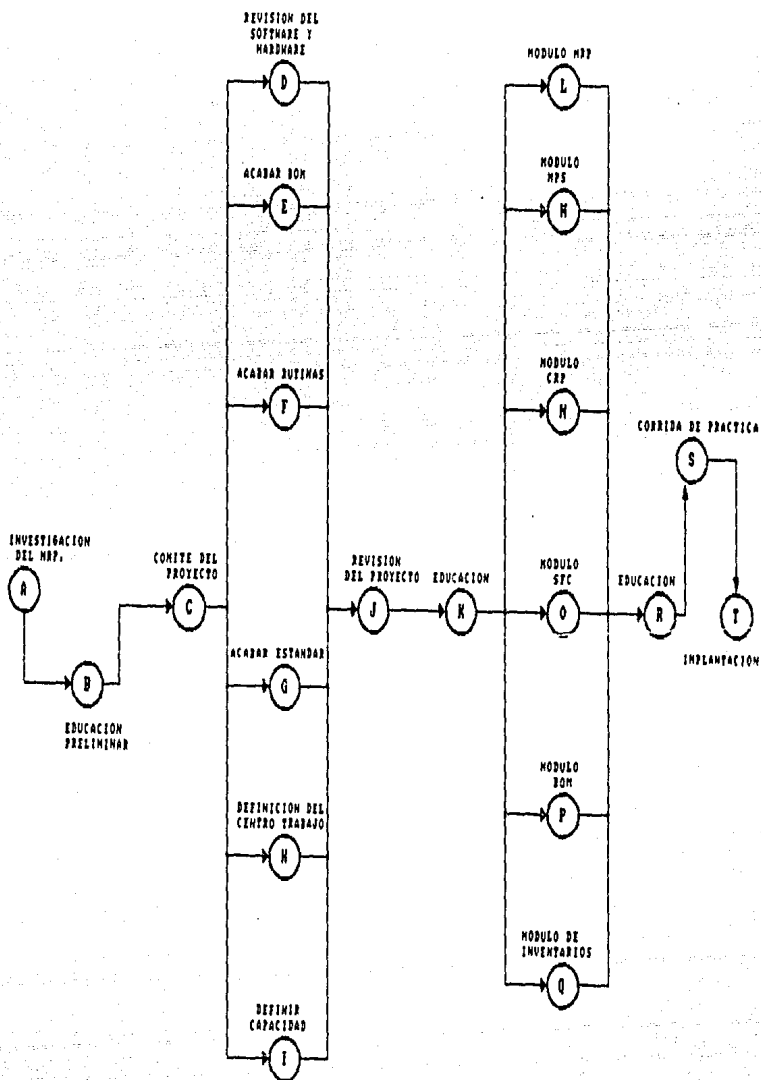 INVESTIGACION
DEL MRP.
A
B
EDUCACION
PRELIMINAR
COMITE DEL
PROYECTO
C
REVISION DEL
SOFTWARE Y
HARDWARE
D
ACABAR BOM
E
ACABAR RUTINAS
F
ACABAR ESTANDAR
G
DEFINICION DEL
CENTRO TRABAJO
H
DEFINIR
CAPACIDAD
I
REVISION
DEL PROYECTO
J
EDUCACION
K
MODULO MRP
L
MODULO
MPS
M
MODULO
CRP
N
MODULO
SFC
O
MODULO
BOM
P
MODULO DE
INVENTARIOS
Q
EDUCACION
R
CORRIDA DE PRACTICA
S
T
IMPLANTACION